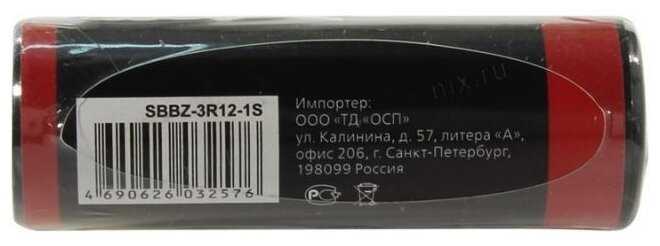 SBBZ-3R12-1S
4 690626 032576
Импортер:
ООО «ТД «ОСП»
ул. Калинина, д. 57, литера «А»,
офис 206, г. Санкт-Петербург,
198099 Россия
nix.ru